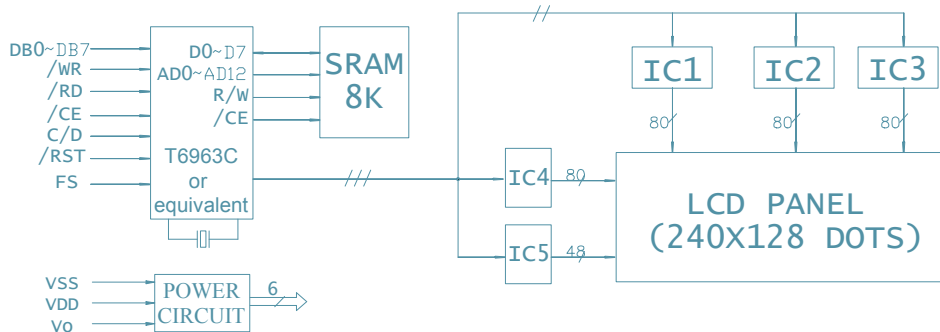 DB0~DB7
/WR
/RD
/CE
C/D
/RST
FS
D0~D7
AD0~AD12
R/W
/CE
T6963C
or
equivalent
SRAM
8K
IC1
IC2
IC3
80
80
80
IC4
80
IC5
48
LCD PANEL
(240X128 DOTS)
VSS
VDD
Vo
POWER
CIRCUIT
6